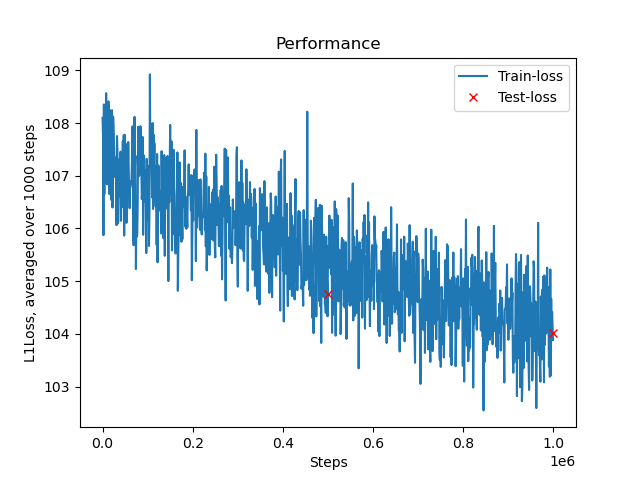 Performance
109
108
107
106
105
104
103
L1Loss, averaged over 1000 steps
Train-loss
Test-loss
0.0 0.2 0.4 0.6 0.8 1.0
1e6
Steps